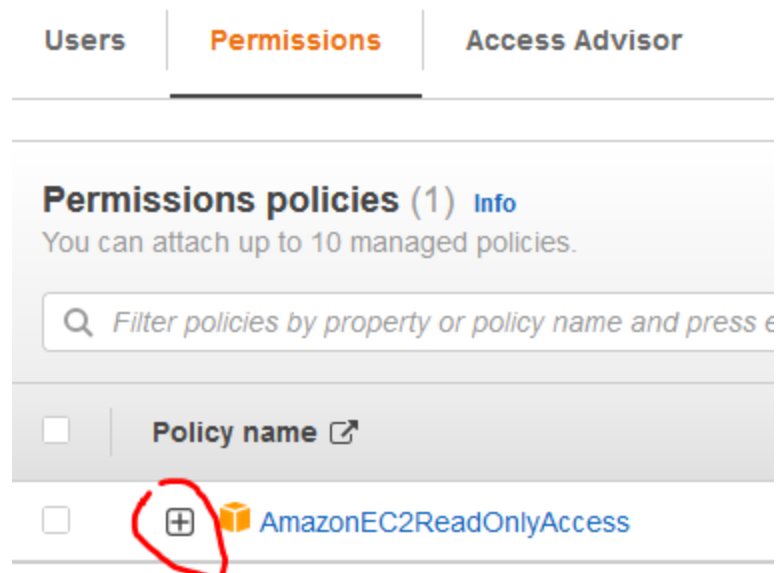 Users Permissions Access Advisor
Permissions policies (1) Info
You can attach up to 10 managed policies.
Filter policies by property or policy name and press e
Policy name
AmazonEC2ReadOnlyAccess